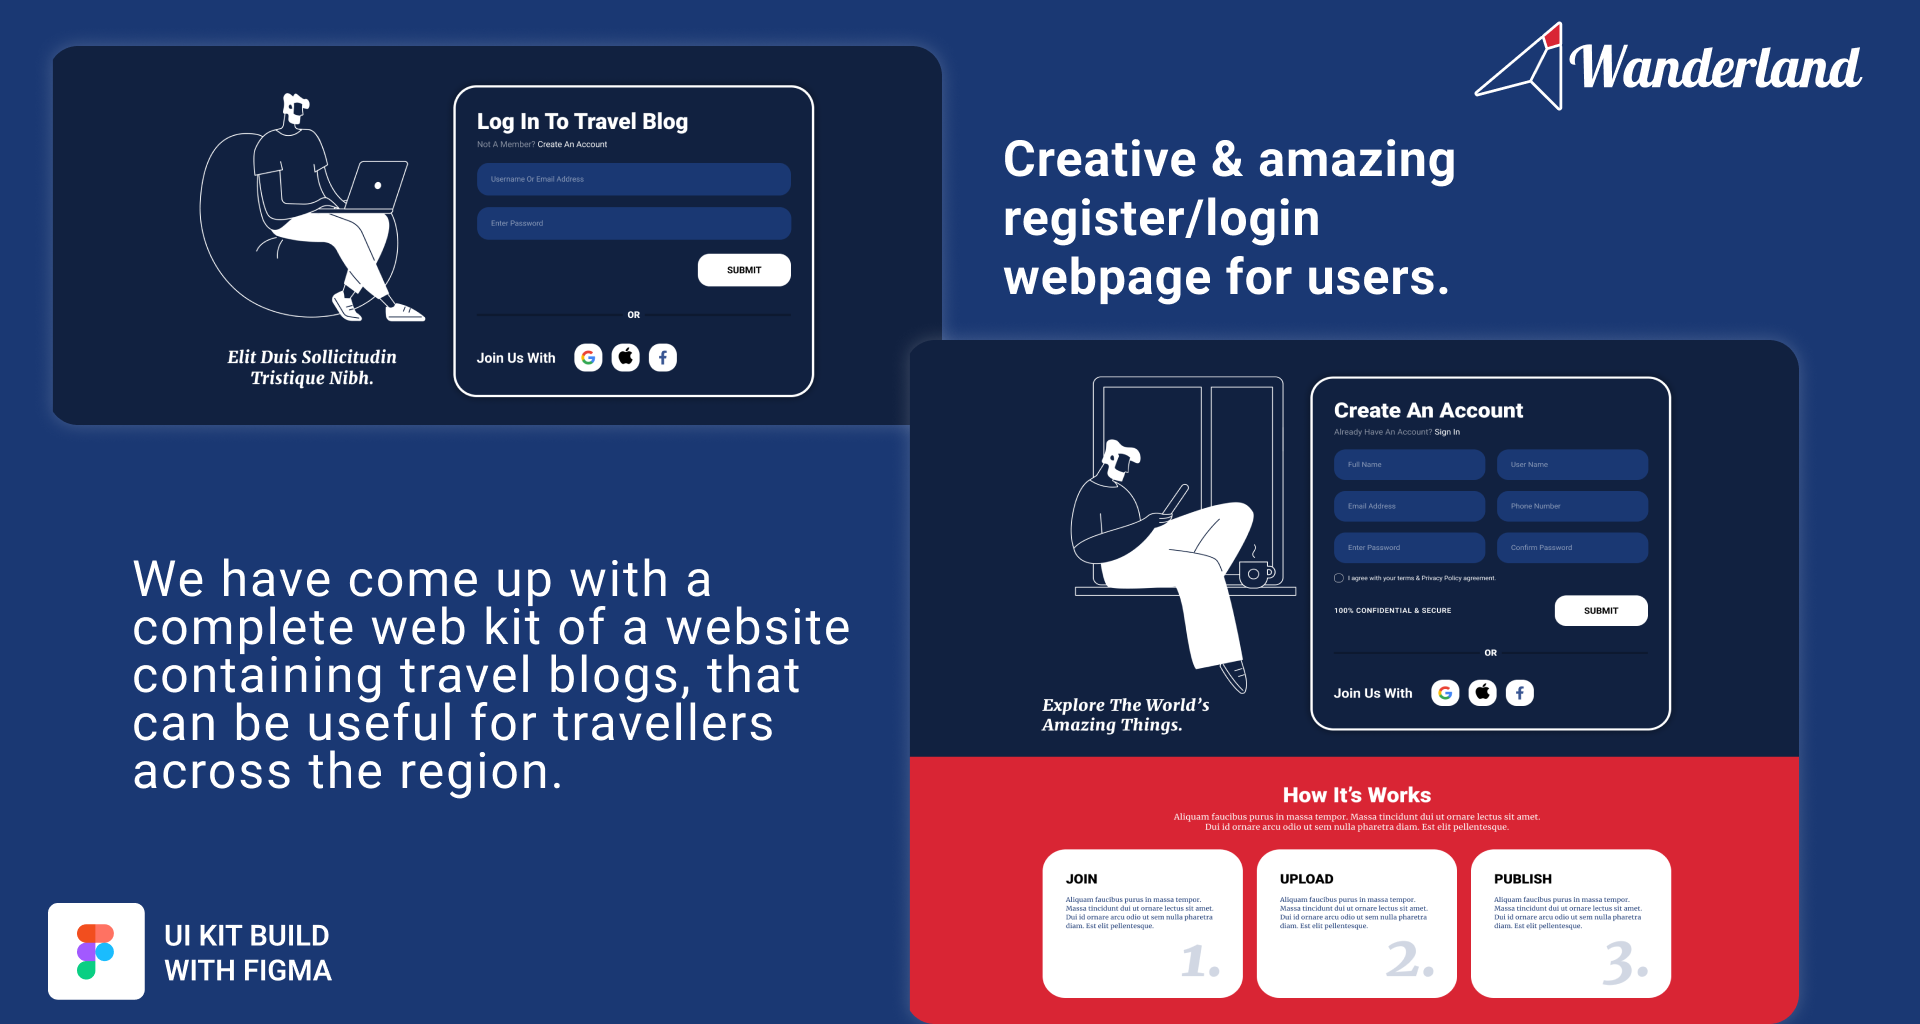 Wanderland
Creative & amazing
register/login
webpage for users.
Log In To Travel Blog
Not A Member? Create An Account
Username Or Email Address
Enter Password
SUBMIT
OR
Join Us With
Elit Duis Sollicitudin
Tristique Nibh.
We have come up with a
complete web kit of a website
containing travel blogs, that
can be useful for travellers
across the region.
Create An Account
Already Have An Account? Sign In
Full Name
User Name
Email Address
Phone Number
Enter Password
Confirm Password
I agree with your terms & Privacy Policy agreement.
100% CONFIDENTIAL & SECURE
SUBMIT
OR
Join Us With
Explore The World's
Amazing Things.
How It's Works
Aliquam faucibus purus in massa tempor. Massa tincidunt dui ut ornare lectus sit amet.
Dui id ornare arcu odio ut sem nulla pharetra diam. Est elit pellentesque.
JOIN
Aliquam faucibus purus in massa tempor.
Massa tincidunt dui ut ornare lectus sit amet.
Dui id ornare arcu odio ut sem nulla pharetra
diam. Est elit pellentesque.
1.
UPLOAD
Aliquam faucibus purus in massa tempor.
Massa tincidunt dui ut ornare lectus sit amet.
Dui id ornare arcu odio ut sem nulla pharetra
diam. Est elit pellentesque.
2.
PUBLISH
Aliquam faucibus purus in massa tempor.
Massa tincidunt dui ut ornare lectus sit amet.
Dui id ornare arcu odio ut sem nulla pharetra
diam. Est elit pellentesque.
3.
UI KIT BUILD
WITH FIGMA